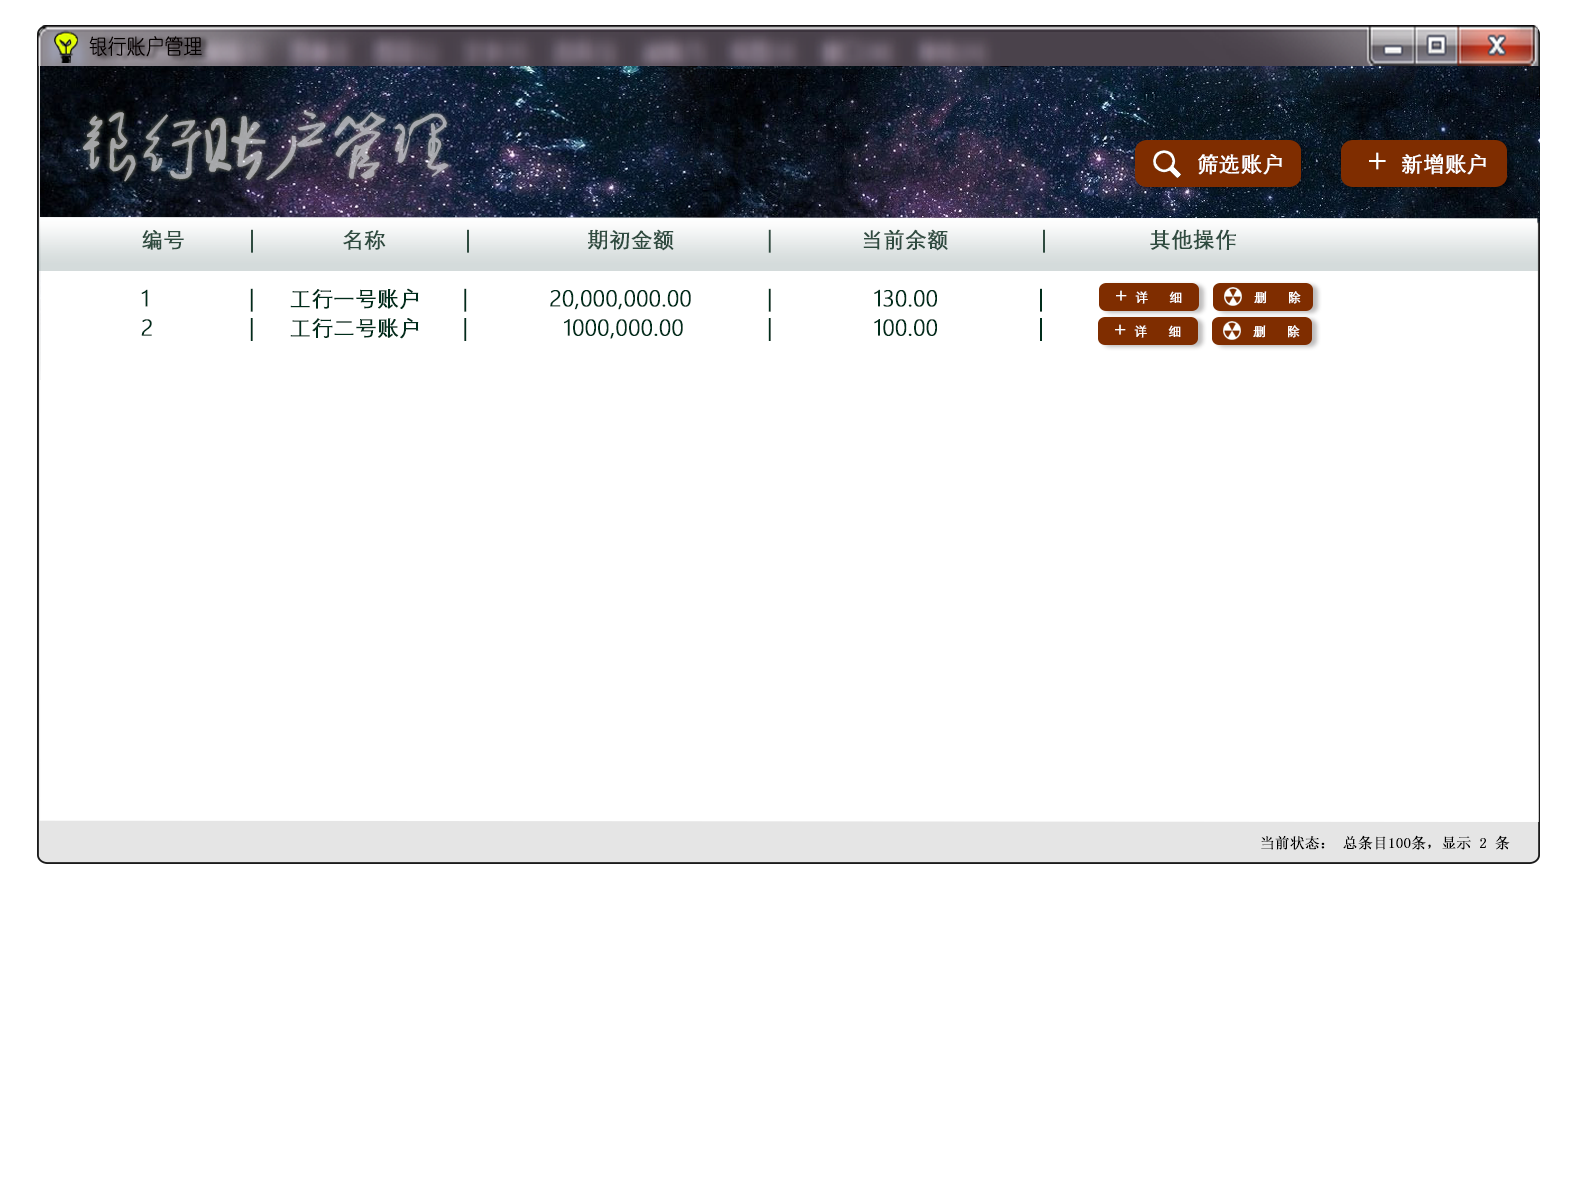 银行账户管理
银行账户管理
筛选账户 + 新增账户
编号 | 名称 | 期初金额 | 当前余额 | 其他操作
1 | 工行一号账户 | 20,000,000.00 | 130.00 | + 详 细 删 除
2 | 工行二号账户 | 1000,000.00 | 100.00 | + 详 细 删 除
当前状态： 总条目100条，显示 2 条